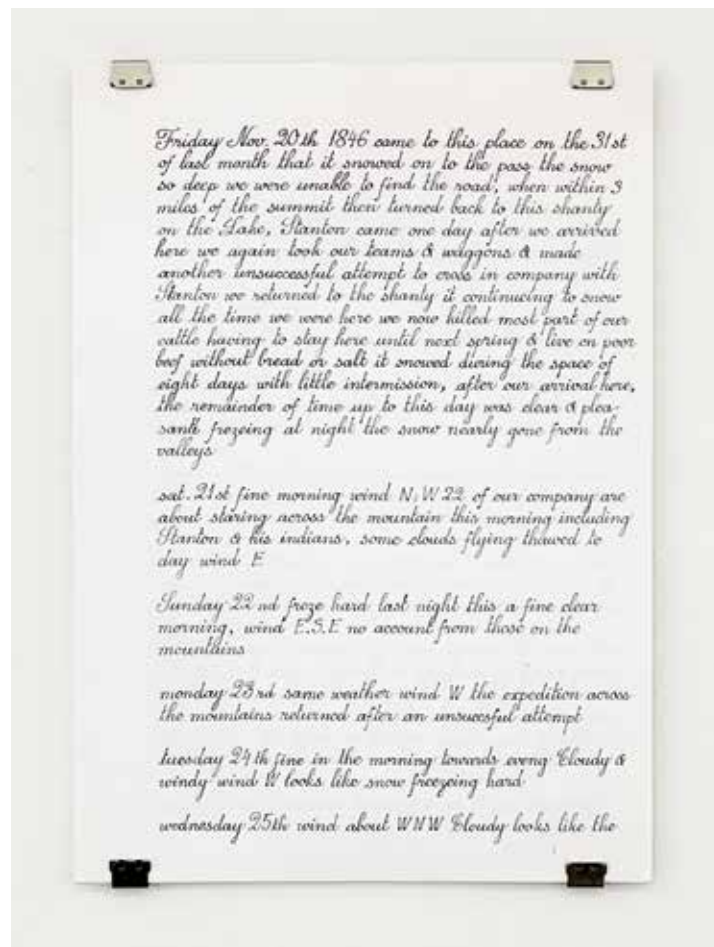 Friday Nov. 20th 1846 came to this place on the 31st
of last month that it snowed on to the pass the snow
so deep we were unable to find the road, when within 3
miles of the summit then turned back to this shanty
on the Lake, Stanton came one day after we arrived
here we again took our teams & waggons & made
another unsuccessful attempt to cross in company with
Stanton we returned to the shanty it continueing to snow
all the time we were here we now killed most part of our
cattle having to stay here until next spring & live on poor
beef without bread or salt it snowed during the space of
eight days with little intermission, after our arrival here,
the remainder of time up to this day was clear & plea-
sant frezeing at night the snow nearly gone from the
valleys

sat. 21st fine morning wind N;W 22 of our company are
about staring across the mountain this morning including
Stanton & his indians, some clouds flying thawed to
day wind E

Sunday 22nd froze hard last night this a fine clear
morning, wind E.S.E no account from those on the
mountains

monday 23rd same weather wind W the expedition across
the mountains returned after an unsuccesful attempt

tuesday 24th fine in the morning towards eveng Cloudy &
windy wind W looks like snow freezeing hard

wednesday 25th wind about WNW Cloudy looks like the